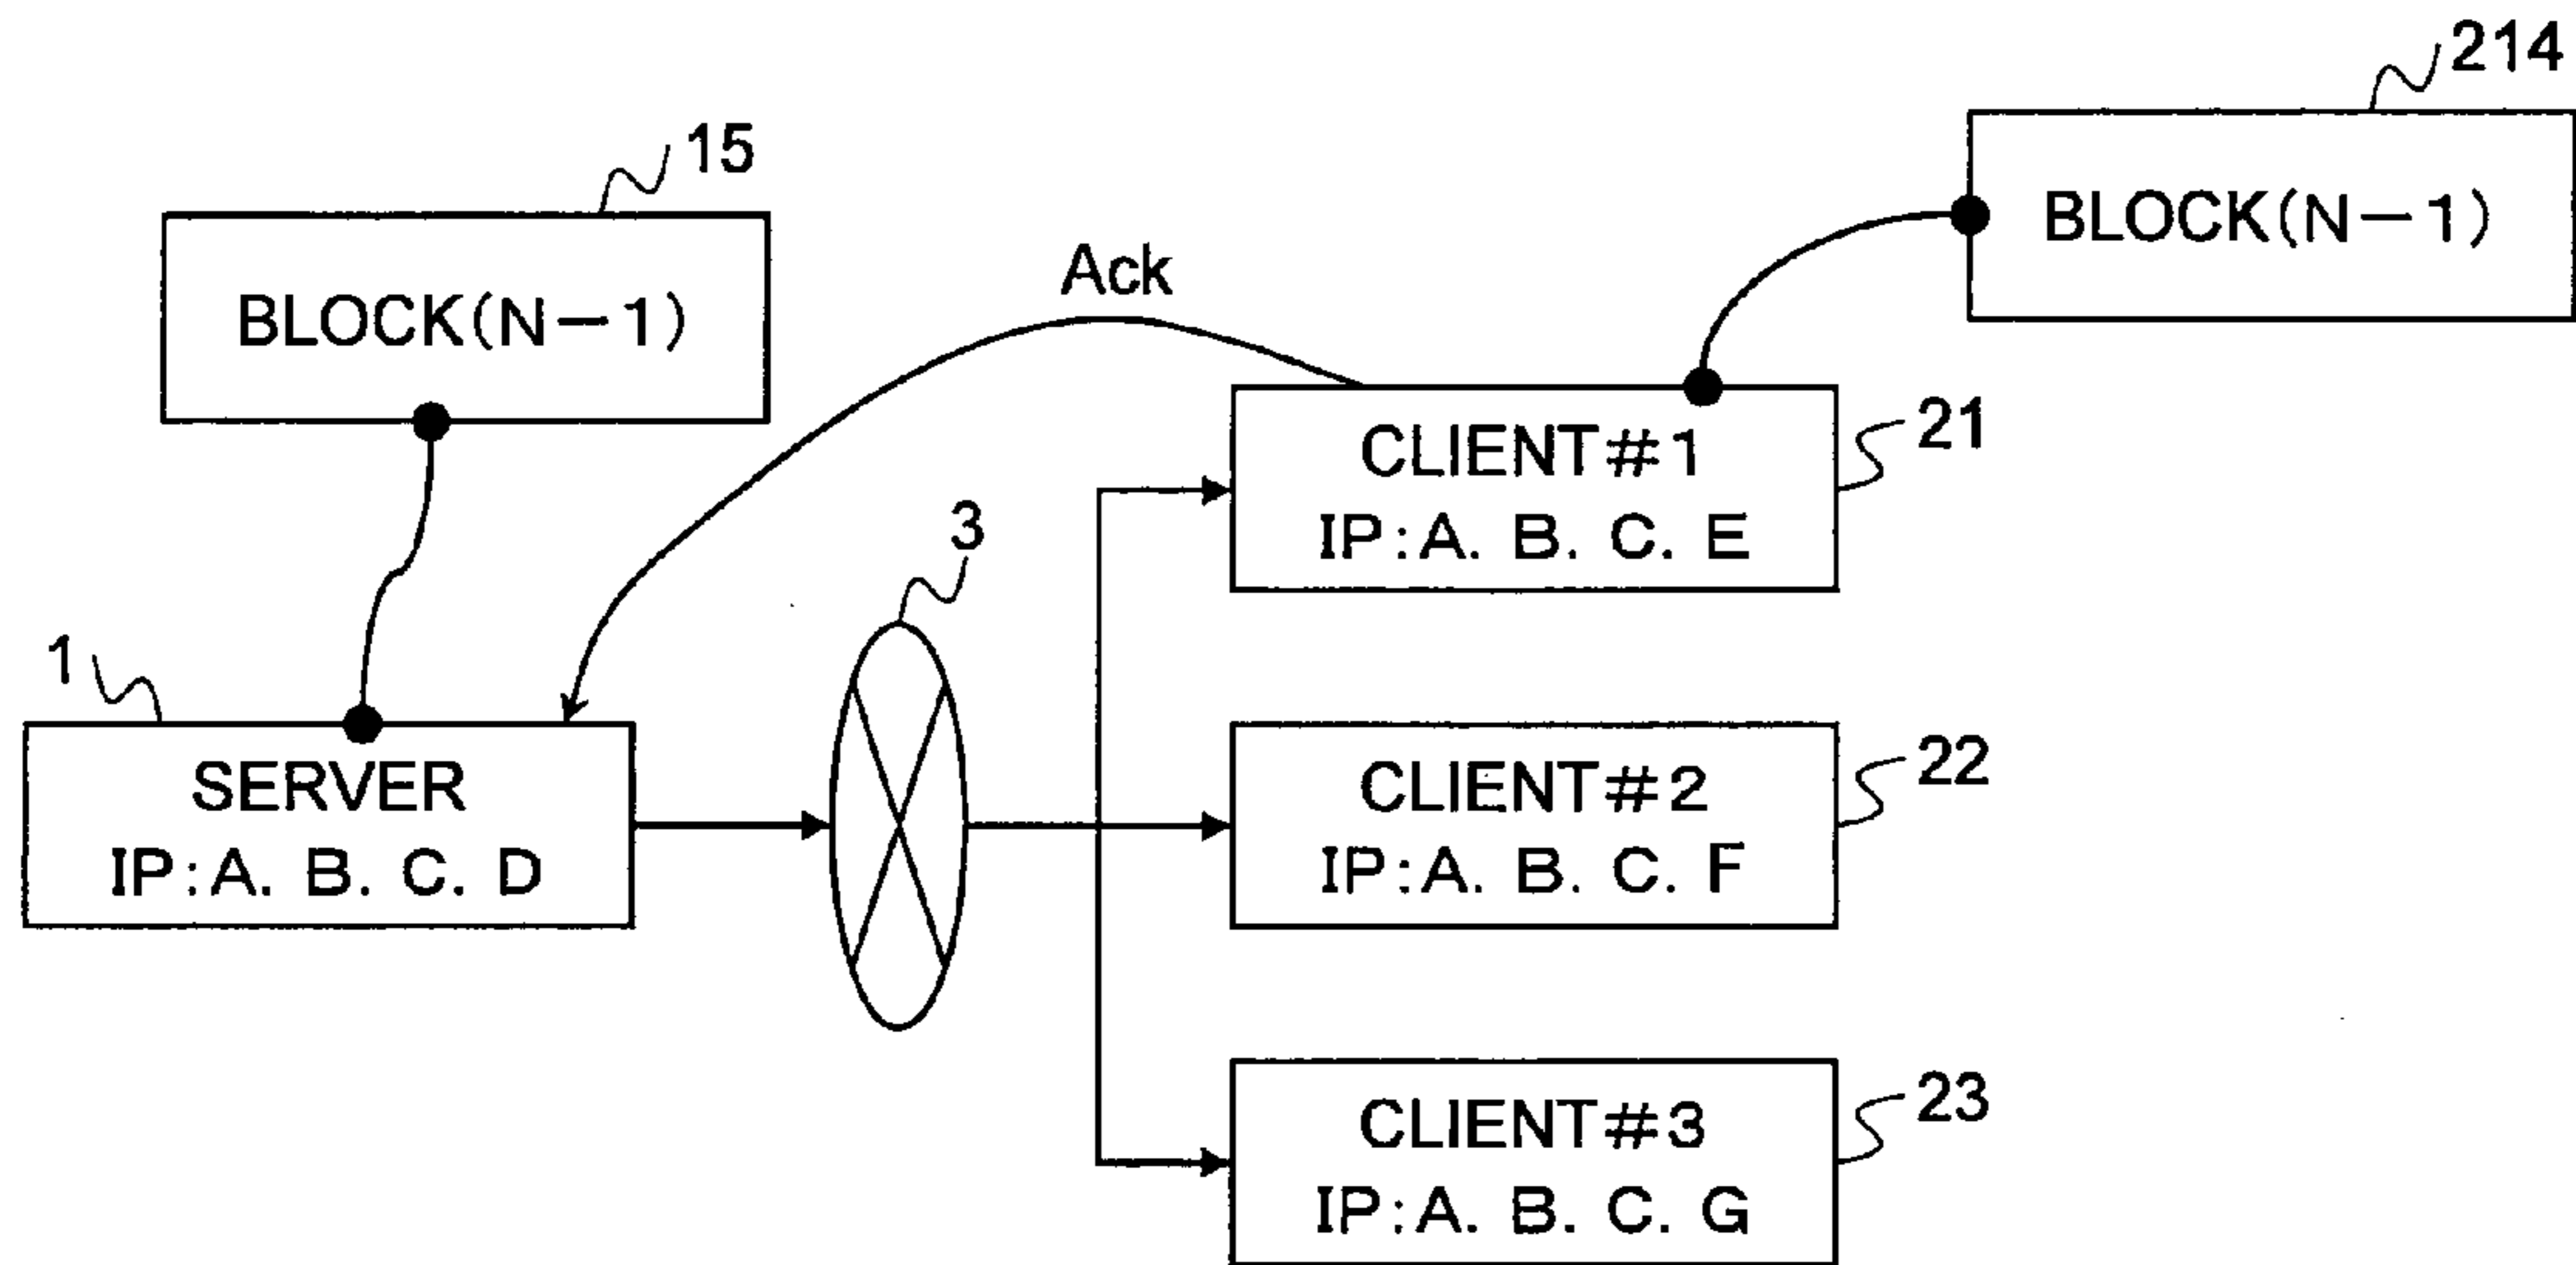 214
15
BLOCK(N-1)
BLOCK(N-1)
Ack
21
CLIENT#1
IP:A. B. C. E
3
1
SERVER
IP:A. B. C. D
22
CLIENT#2
IP:A. B. C. F
23
CLIENT#3
IP:A. B. C. G